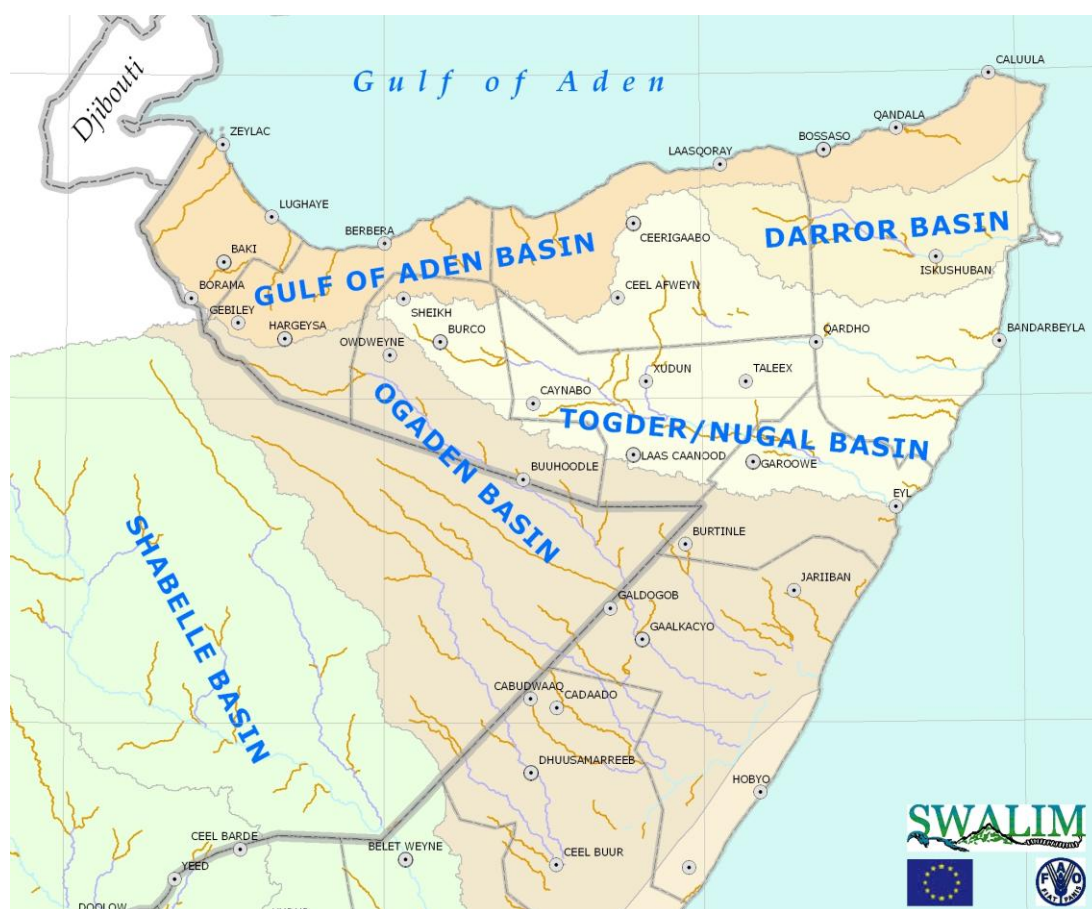 Djibouti
Gulf of Aden
CALUULA
QANDALA
BOSSASO
ZEYLAC
LAASQORAY
LUGHAYE
BERBERA
CEERIGAABO
DARROR BASIN
BAKI
GULF OF ADEN BASIN
ISKUSHUBAN
BORAMA
CEEL AFWEYN
GEBILEY
SHEIKH
HARGEYSA
BURCO
QARDHO
BANDARBEYLA
OWDWEYNE
XUDUN
TALEEX
CAYNABO
OGADEN BASIN
TOGDER/NUGAL BASIN
LAAS CAANOOD
GAROOWE
BUUHOODLE
EYL
SHABELLE BASIN
BURTINLE
JARIIBAN
GALDOGOB
GAALKACYO
CABUDWAAQ
CADAADO
DHUUSAMARREEB
HOBYO
SWALIM
CEEL BARDE
BELET WEYNE
CEEL BUUR
YEED
DOOLOW
F A O
FIAT PANIS